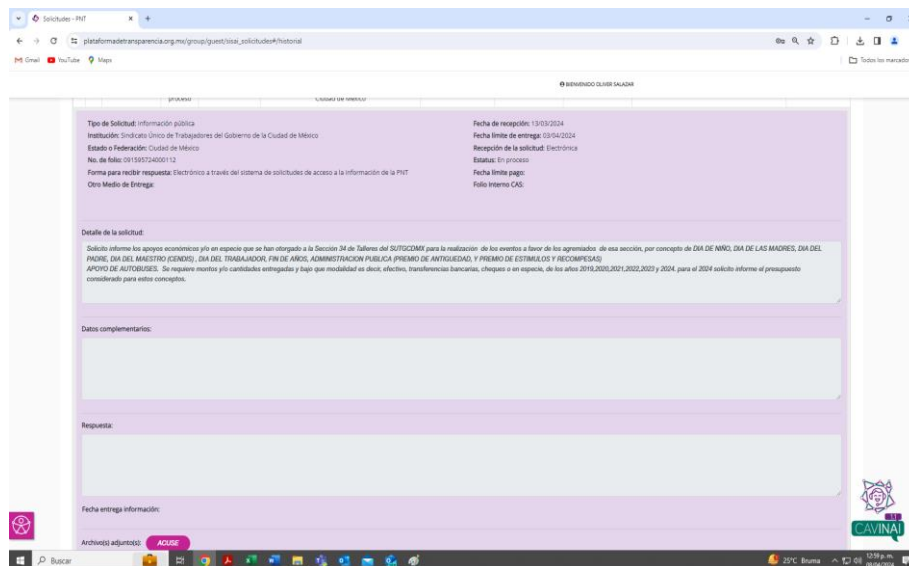 Solicitudes - PNT
plataformadetransparencia.org.mx/group/guest/sisai_solicitudes#/historial
Gmail YouTube Maps
Todos los marcado
BIENVENIDO OLIVER SALAZAR
proceso Ciudad de México
Tipo de Solicitud: Información pública
Fecha de recepción: 13/03/2024
Institución: Sindicato Único de Trabajadores del Gobierno de la Ciudad de México
Fecha límite de entrega: 03/04/2024
Estado o Federación: Ciudad de México
Recepción de la solicitud: Electrónica
No. de folio: 091595724000112
Estatus: En proceso
Forma para recibir respuesta: Electrónico a través del sistema de solicitudes de acceso a la información de la PNT
Fecha límite pago:
Otro Medio de Entrega:
Folio Interno CAS:
Detalle de la solicitud:
Solicito informe los apoyos económicos y/o en especie que se han otorgado a la Sección 34 de Talleres del SUTGCDMX para la realización de los eventos a favor de los agremiados de esa sección, por concepto de DIA DE NIÑO, DIA DE LAS MADRES, DIA DEL
PADRE, DIA DEL MAESTRO (CENDIS) , DIA DEL TRABAJADOR, FIN DE AÑOS, ADMINISTRACION PUBLICA (PREMIO DE ANTIGUEDAD, Y PREMIO DE ESTIMULOS Y RECOMPESAS)
APOYO DE AUTOBUSES. Se requiere montos y/o cantidades entregadas y bajo que modalidad es decir, efectivo, transferencias bancarias, cheques o en especie, de los años 2019,2020,2021,2022,2023 y 2024. para el 2024 solicito informe el presupuesto
considerado para estos conceptos.
Datos complementarios:
Respuesta:
Fecha entrega información:
Archivo(s) adjunto(s): ACUSE
CAVINAI
Buscar
25°C Bruma
12:59 p. m.
08/04/2024